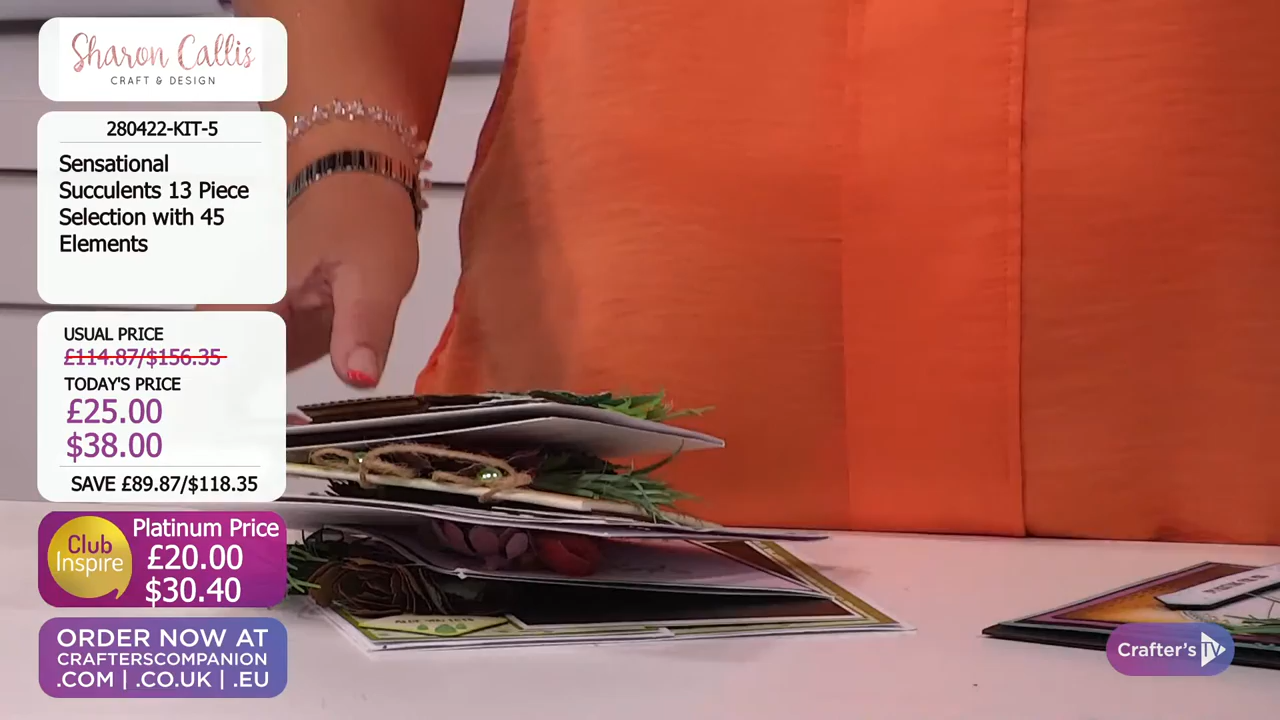 Sharon Callis
CRAFT & DESIGN
280422-KIT-5
Sensational
Succulents 13 Piece
Selection with 45
Elements
USUAL PRICE
£114.87/$156.35
TODAY'S PRICE
£25.00
$38.00
SAVE £89.87/$118.35
Club
Inspire
Platinum Price
£20.00
$30.40
ORDER NOW AT
CRAFTERSCOMPANION
.COM | .CO.UK | .EU
Crafter's TV